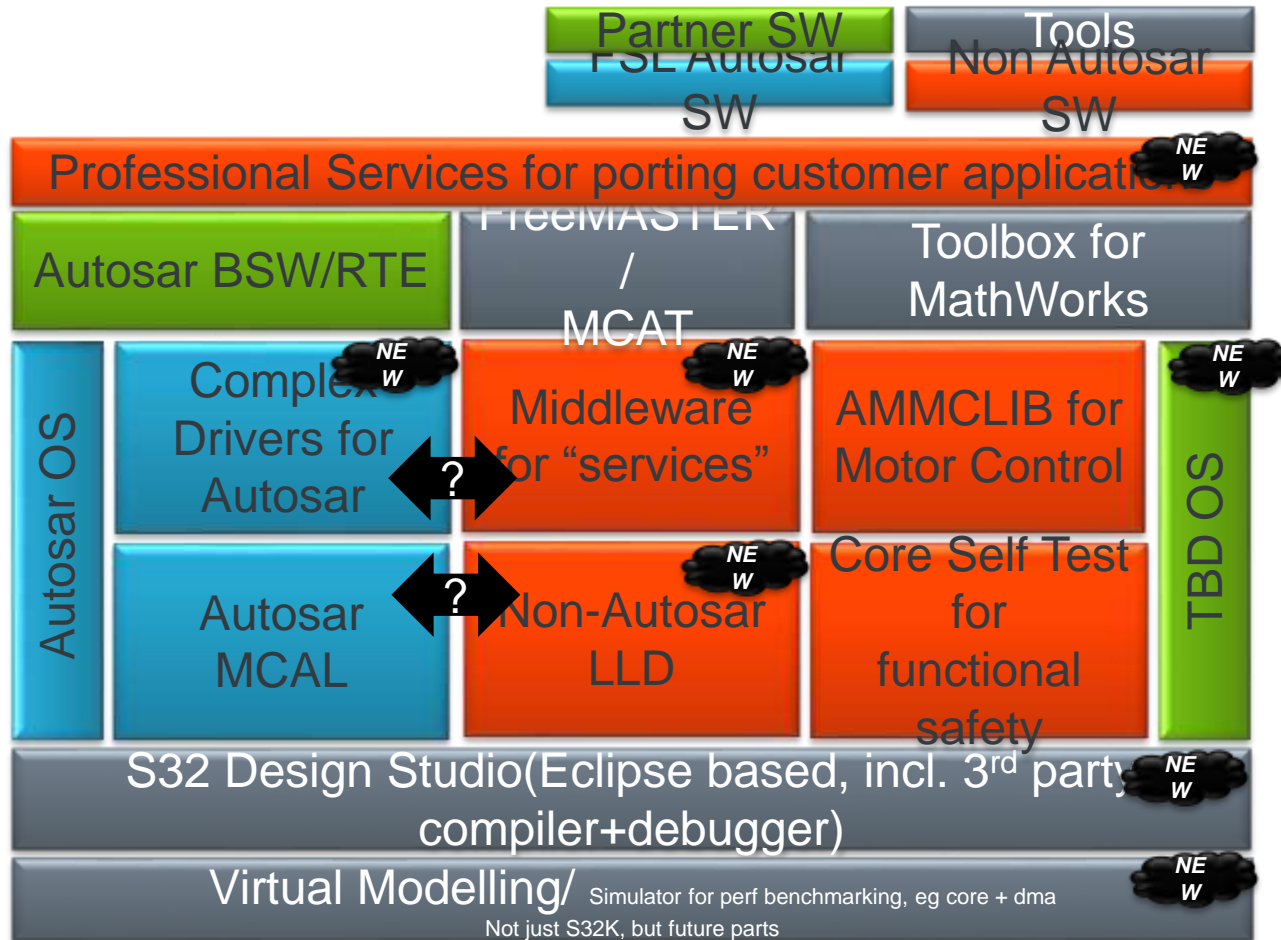 Partner SW
Tools
FSL Autosar
SW
Non Autosar
SW
Professional Services for porting customer applications
NE
W
Autosar BSW/RTE
FreeMASTER
/
MCAT
Toolbox for
MathWorks
Autosar OS
Complex
Drivers for
Autosar
NE
W
?
Middleware
for “services”
NE
W
AMMCLIB for
Motor Control
TBD OS
NE
W
Autosar
MCAL
?
Non-Autosar
LLD
NE
W
Core Self Test
for
functional
safety
S32 Design Studio(Eclipse based, incl. 3rd party
compiler+debugger)
NE
W
Virtual Modelling/ Simulator for perf benchmarking, eg core + dma
Not just S32K, but future parts
NE
W